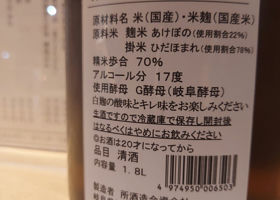 原材料名 米(国産)・米麹(国産米)
原料米 麹米 あけぼの(使用割合22%)
掛米 ひだほまれ(使用割合78%)
精米歩合 70%
アルコール分 17度
使用酵母 G酵母(岐阜酵母)
白麹の酸味とキレ味をお楽しみください
生酒ですので冷蔵庫で保存し開封後
はなるべくはやめにお飲みください
お酒は20才になってから
品目 清酒
内容量 1.8L
製造者 所酒造合
岐阜県
4 974950 006503